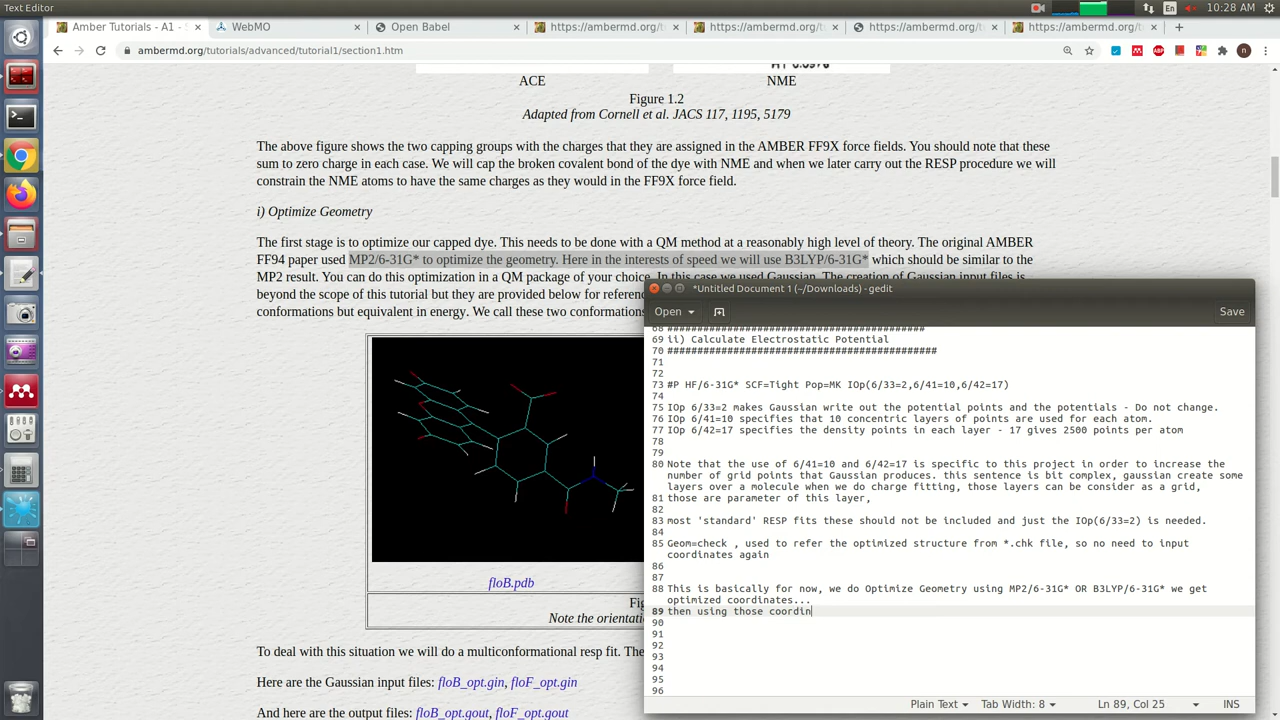 Text Editor
En
10:28 AM
Amber Tutorials - A1 - S
WebMO
Open Babel
https://ambermd.org/tutorials
https://ambermd.org/tutorials
https://ambermd.org/tutorials
https://ambermd.org/tutorials
ambermd.org/tutorials/advanced/tutorial1/section1.htm
ABP
n
ACE
NME
Figure 1.2
Adapted from Cornell et al. JACS 117, 1195, 5179
The above figure shows the two capping groups with the charges that they are assigned in the AMBER FF9X force fields. You should note that these
sum to zero charge in each case. We will cap the broken covalent bond of the dye with NME and when we later carry out the RESP procedure we will
constrain the NME atoms to have the same charges as they would in the FF9X force field.
i) Optimize Geometry
The first stage is to optimize our capped dye. This needs to be done with a QM method at a reasonably high level of theory. The original AMBER
FF94 paper used MP2/6-31G* to optimize the geometry. Here in the interests of speed we will use B3LYP/6-31G* which should be similar to the
MP2 result. You can do this optimization in a QM package of your choice. In this case we used Gaussian. The creation of Gaussian input files is
beyond the scope of this tutorial but they are provided below for referenc
conformations but equivalent in energy. We call these two conformations
floB.pdb
Fig
Note the orientatio
To deal with this situation we will do a multiconformational resp fit. The
Here are the Gaussian input files: floB_opt.gin, floF_opt.gin
And here are the output files: floB_opt.gout, floF_opt.gout
*Untitled Document 1 (~/Downloads) - gedit
Open
Save
68 ###########################################
69 ii) Calculate Electrostatic Potential
70 #############################################
71
72
73 #P HF/6-31G* SCF=Tight Pop=MK IOp(6/33=2,6/41=10,6/42=17)
74
75 IOp 6/33=2 makes Gaussian write out the potential points and the potentials - Do not change.
76 IOp 6/41=10 specifies that 10 concentric layers of points are used for each atom.
77 IOp 6/42=17 specifies the density points in each layer - 17 gives 2500 points per atom
78
79
80 Note that the use of 6/41=10 and 6/42=17 is specific to this project in order to increase the
number of grid points that Gaussian produces. this sentence is bit complex, gaussian create some
layers over a molecule when we do charge fitting, those layers can be consider as a grid,
81 those are parameter of this layer,
82
83 most 'standard' RESP fits these should not be included and just the IOp(6/33=2) is needed.
84
85 Geom=check , used to refer the optimized structure from *.chk file, so no need to input
coordinates again
86
87
88 This is basically for now, we do Optimize Geometry using MP2/6-31G* OR B3LYP/6-31G* we get
optimized coordinates...
89 then using those coordin
90
91
92
93
94
95
96
Plain Text
Tab Width: 8
Ln 89, Col 25
INS